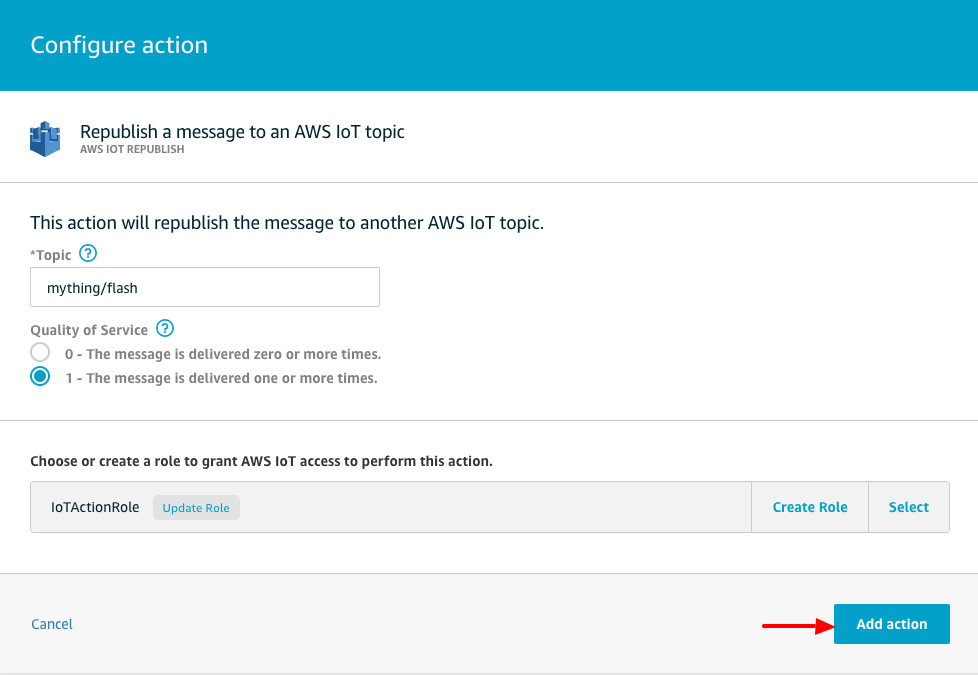 Configure action
Republish a message to an AWS IoT topic
AWS IOT REPUBLISH
This action will republish the message to another AWS IoT topic.
*Topic ?
mything/flash
Quality of Service ?
0 - The message is delivered zero or more times.
1 - The message is delivered one or more times.
Choose or create a role to grant AWS IoT access to perform this action.
IoTActionRole Update Role Create Role Select
Cancel Add action